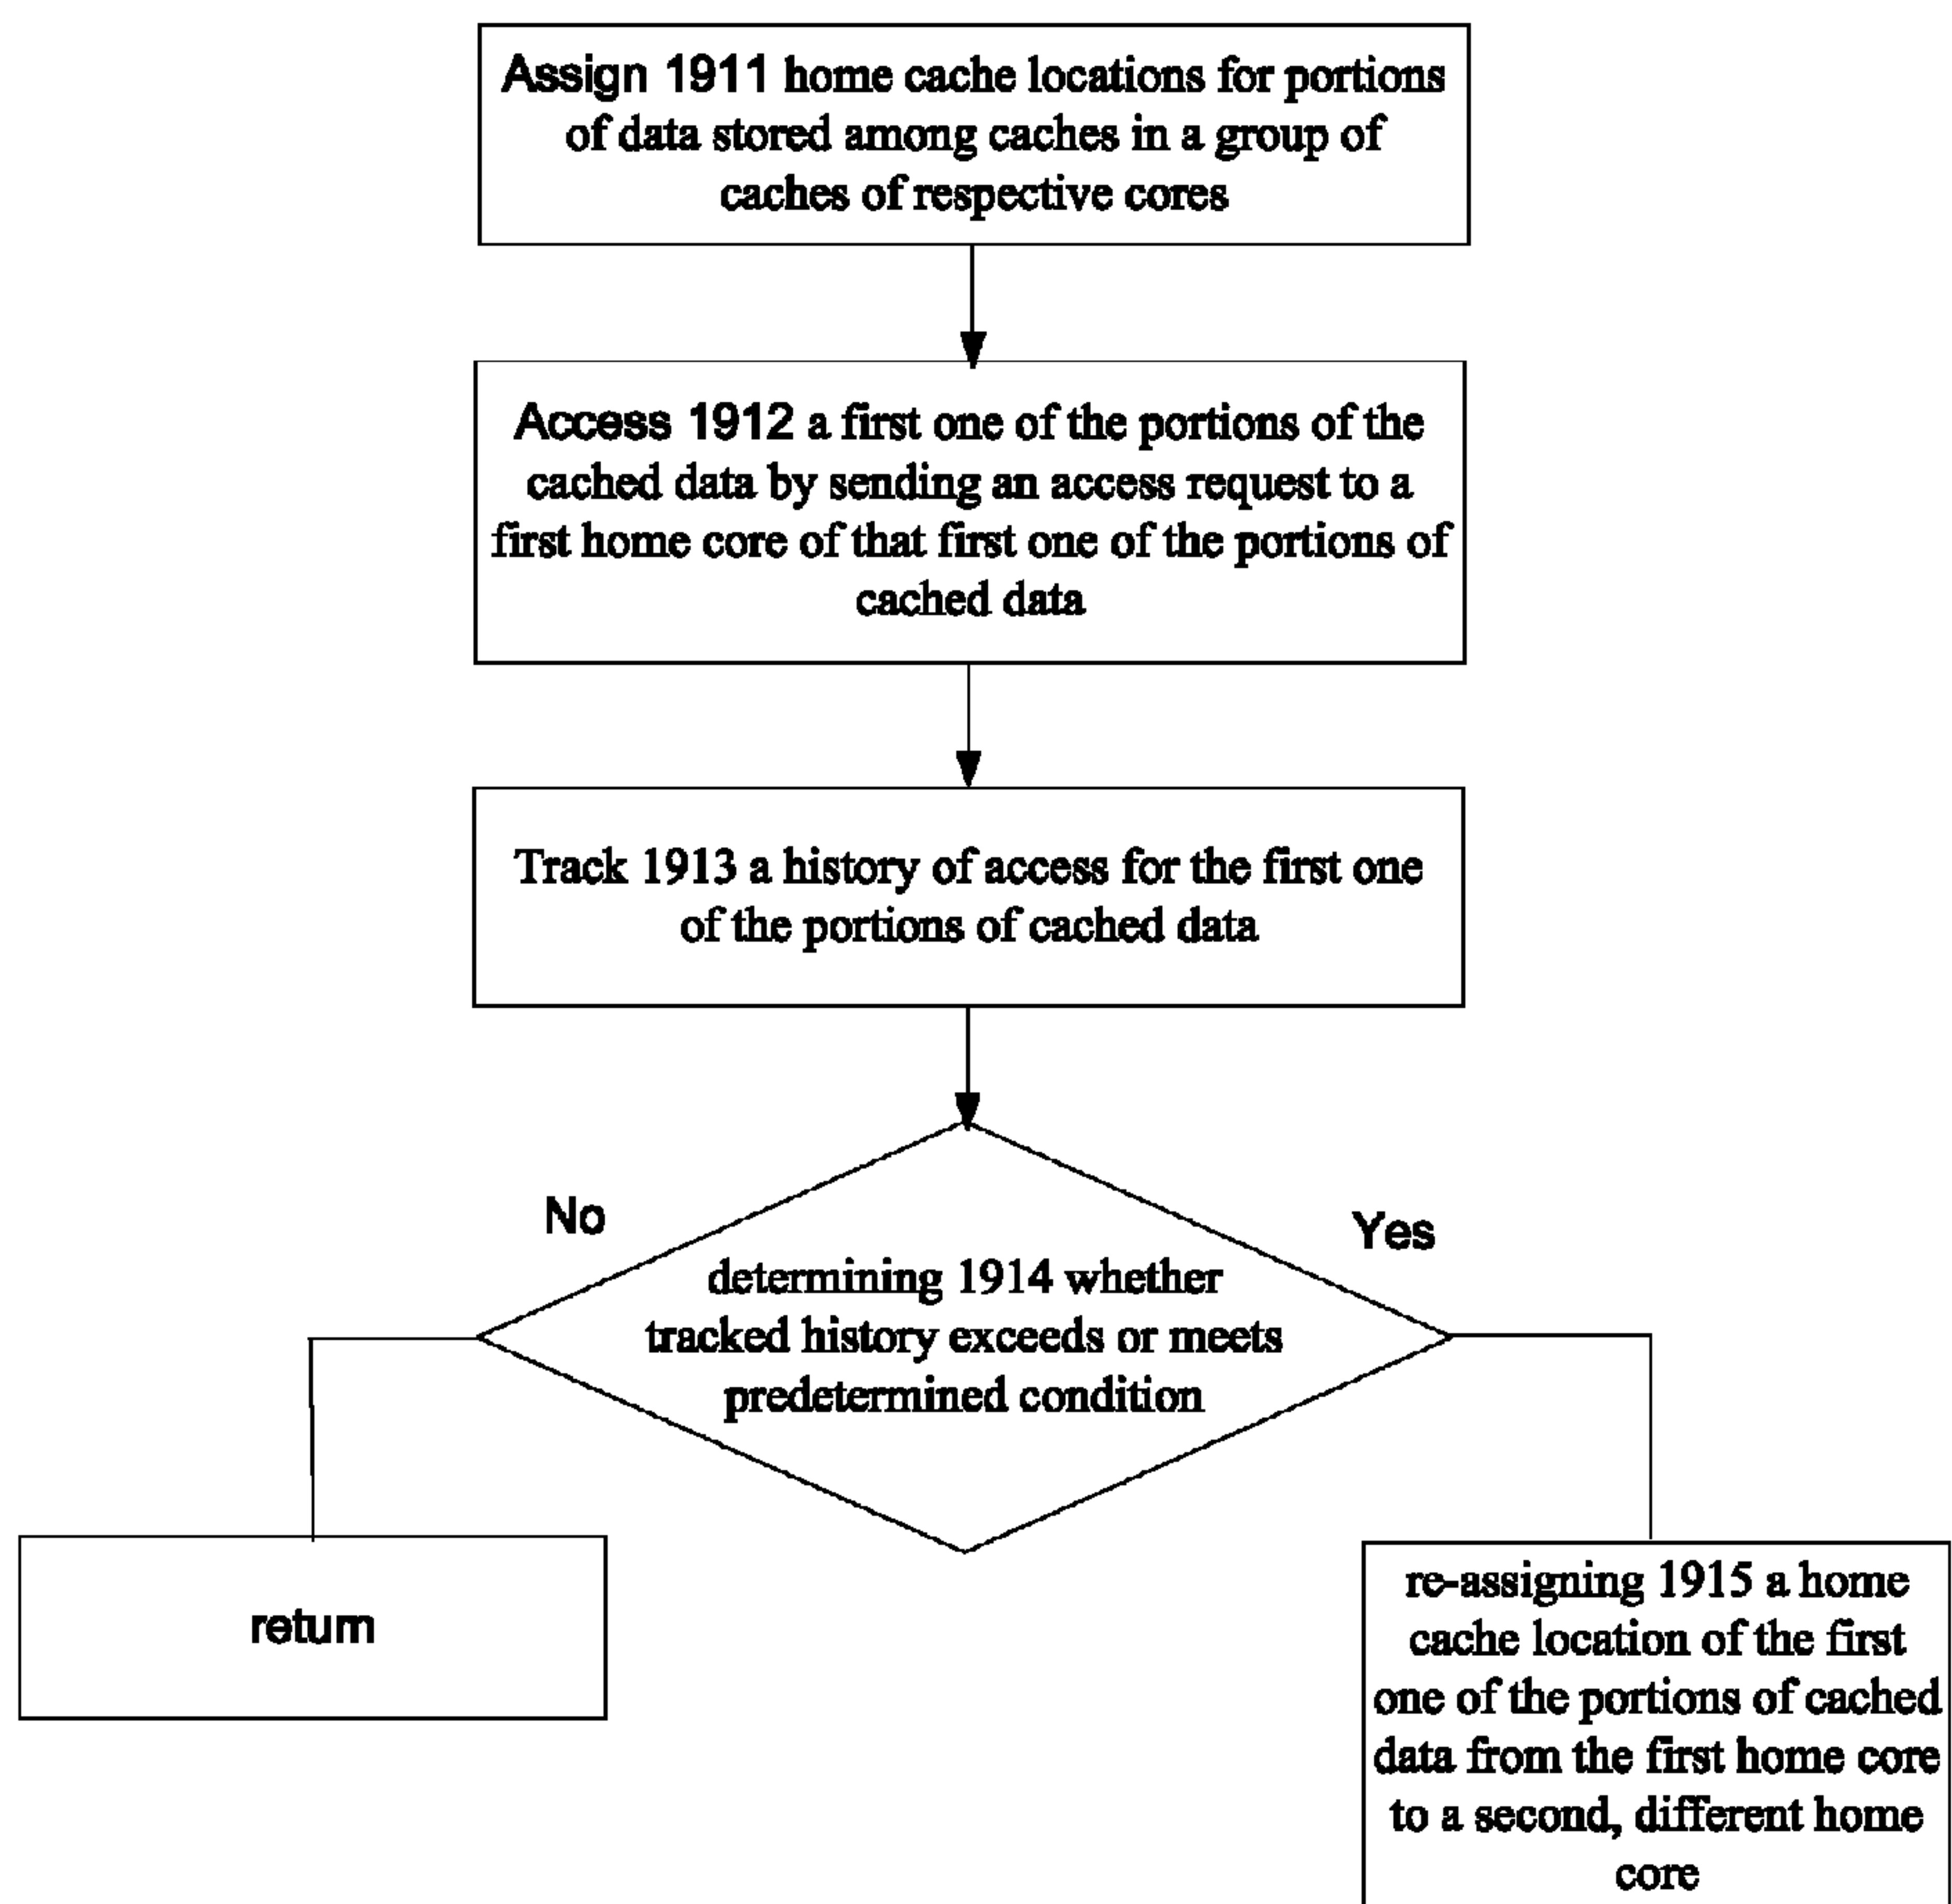 Assign 1911 home cache locations for portions
of data stored among caches in a group of
caches of respective cores
Access 1912 a first one of the portions of the
cached data by sending an access request to a
first home core of that first one of the portions of
cached data
Track 1913 a history of access for the first one
of the portions of cached data
No
Yes
determining 1914 whether
tracked history exceeds or meets
predetermined condition
return
re-assigning 1915 a home
cache location of the first
one of the portions of cached
data from the first home core
to a second, different home
core